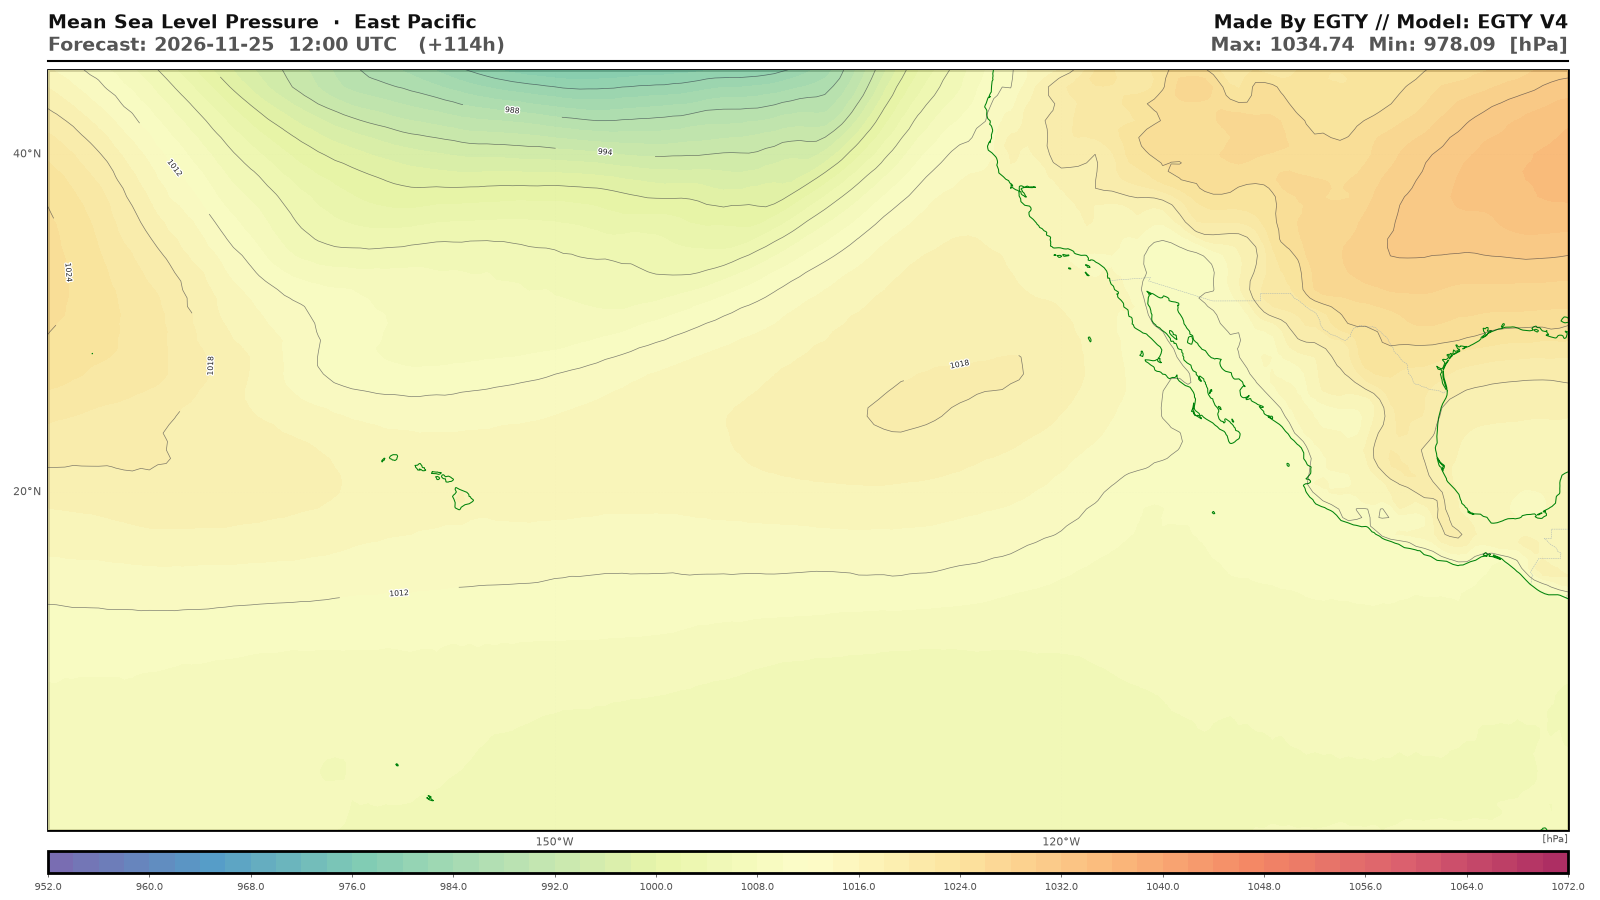 Mean Sea Level Pressure · East Pacific
Made By EGTY // Model: EGTY V4
Forecast: 2026-11-25 12:00 UTC (+114h)
Max: 1034.74 Min: 978.09 [hPa]
988
994
1012
1024
1018
1018
1012
40°N
20°N
150°W
120°W
[hPa]
952.0
960.0
968.0
976.0
984.0
992.0
1000.0
1008.0
1016.0
1024.0
1032.0
1040.0
1048.0
1056.0
1064.0
1072.0